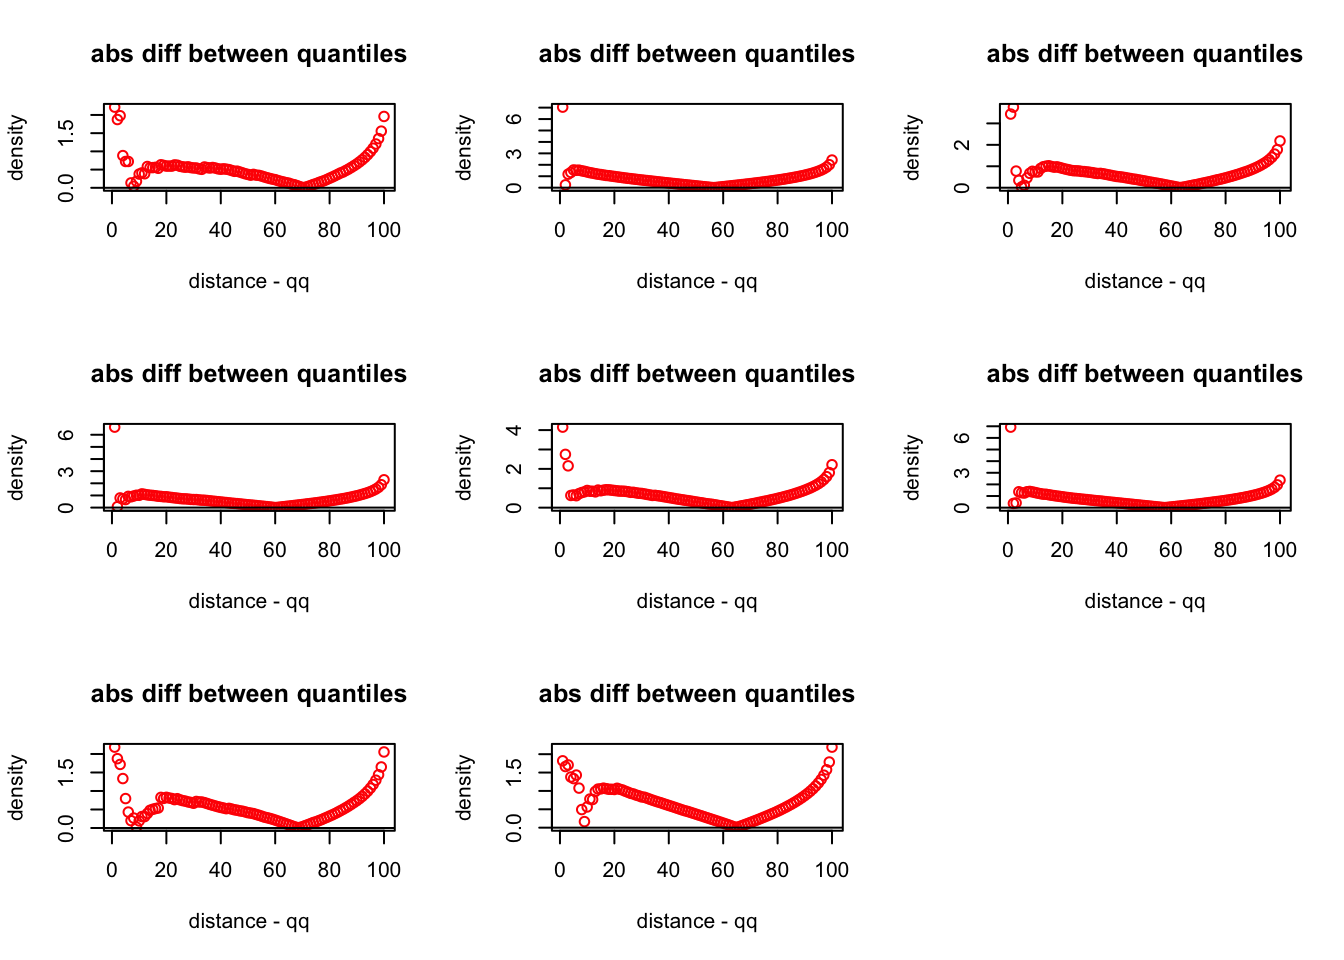 abs diff between quantiles abs diff between quantiles abs diff between quantiles
density 0.0 1.5 density 0 3 6 density 0 2
0 20 40 60 80 100 0 20 40 60 80 100 0 20 40 60 80 100
distance - qq distance - qq distance - qq
abs diff between quantiles abs diff between quantiles abs diff between quantiles
density 0 3 6 density 0 2 4 density 0 3 6
0 20 40 60 80 100 0 20 40 60 80 100 0 20 40 60 80 100
distance - qq distance - qq distance - qq
abs diff between quantiles abs diff between quantiles
density 0.0 1.5 density 0.0 1.5
0 20 40 60 80 100 0 20 40 60 80 100
distance - qq distance - qq